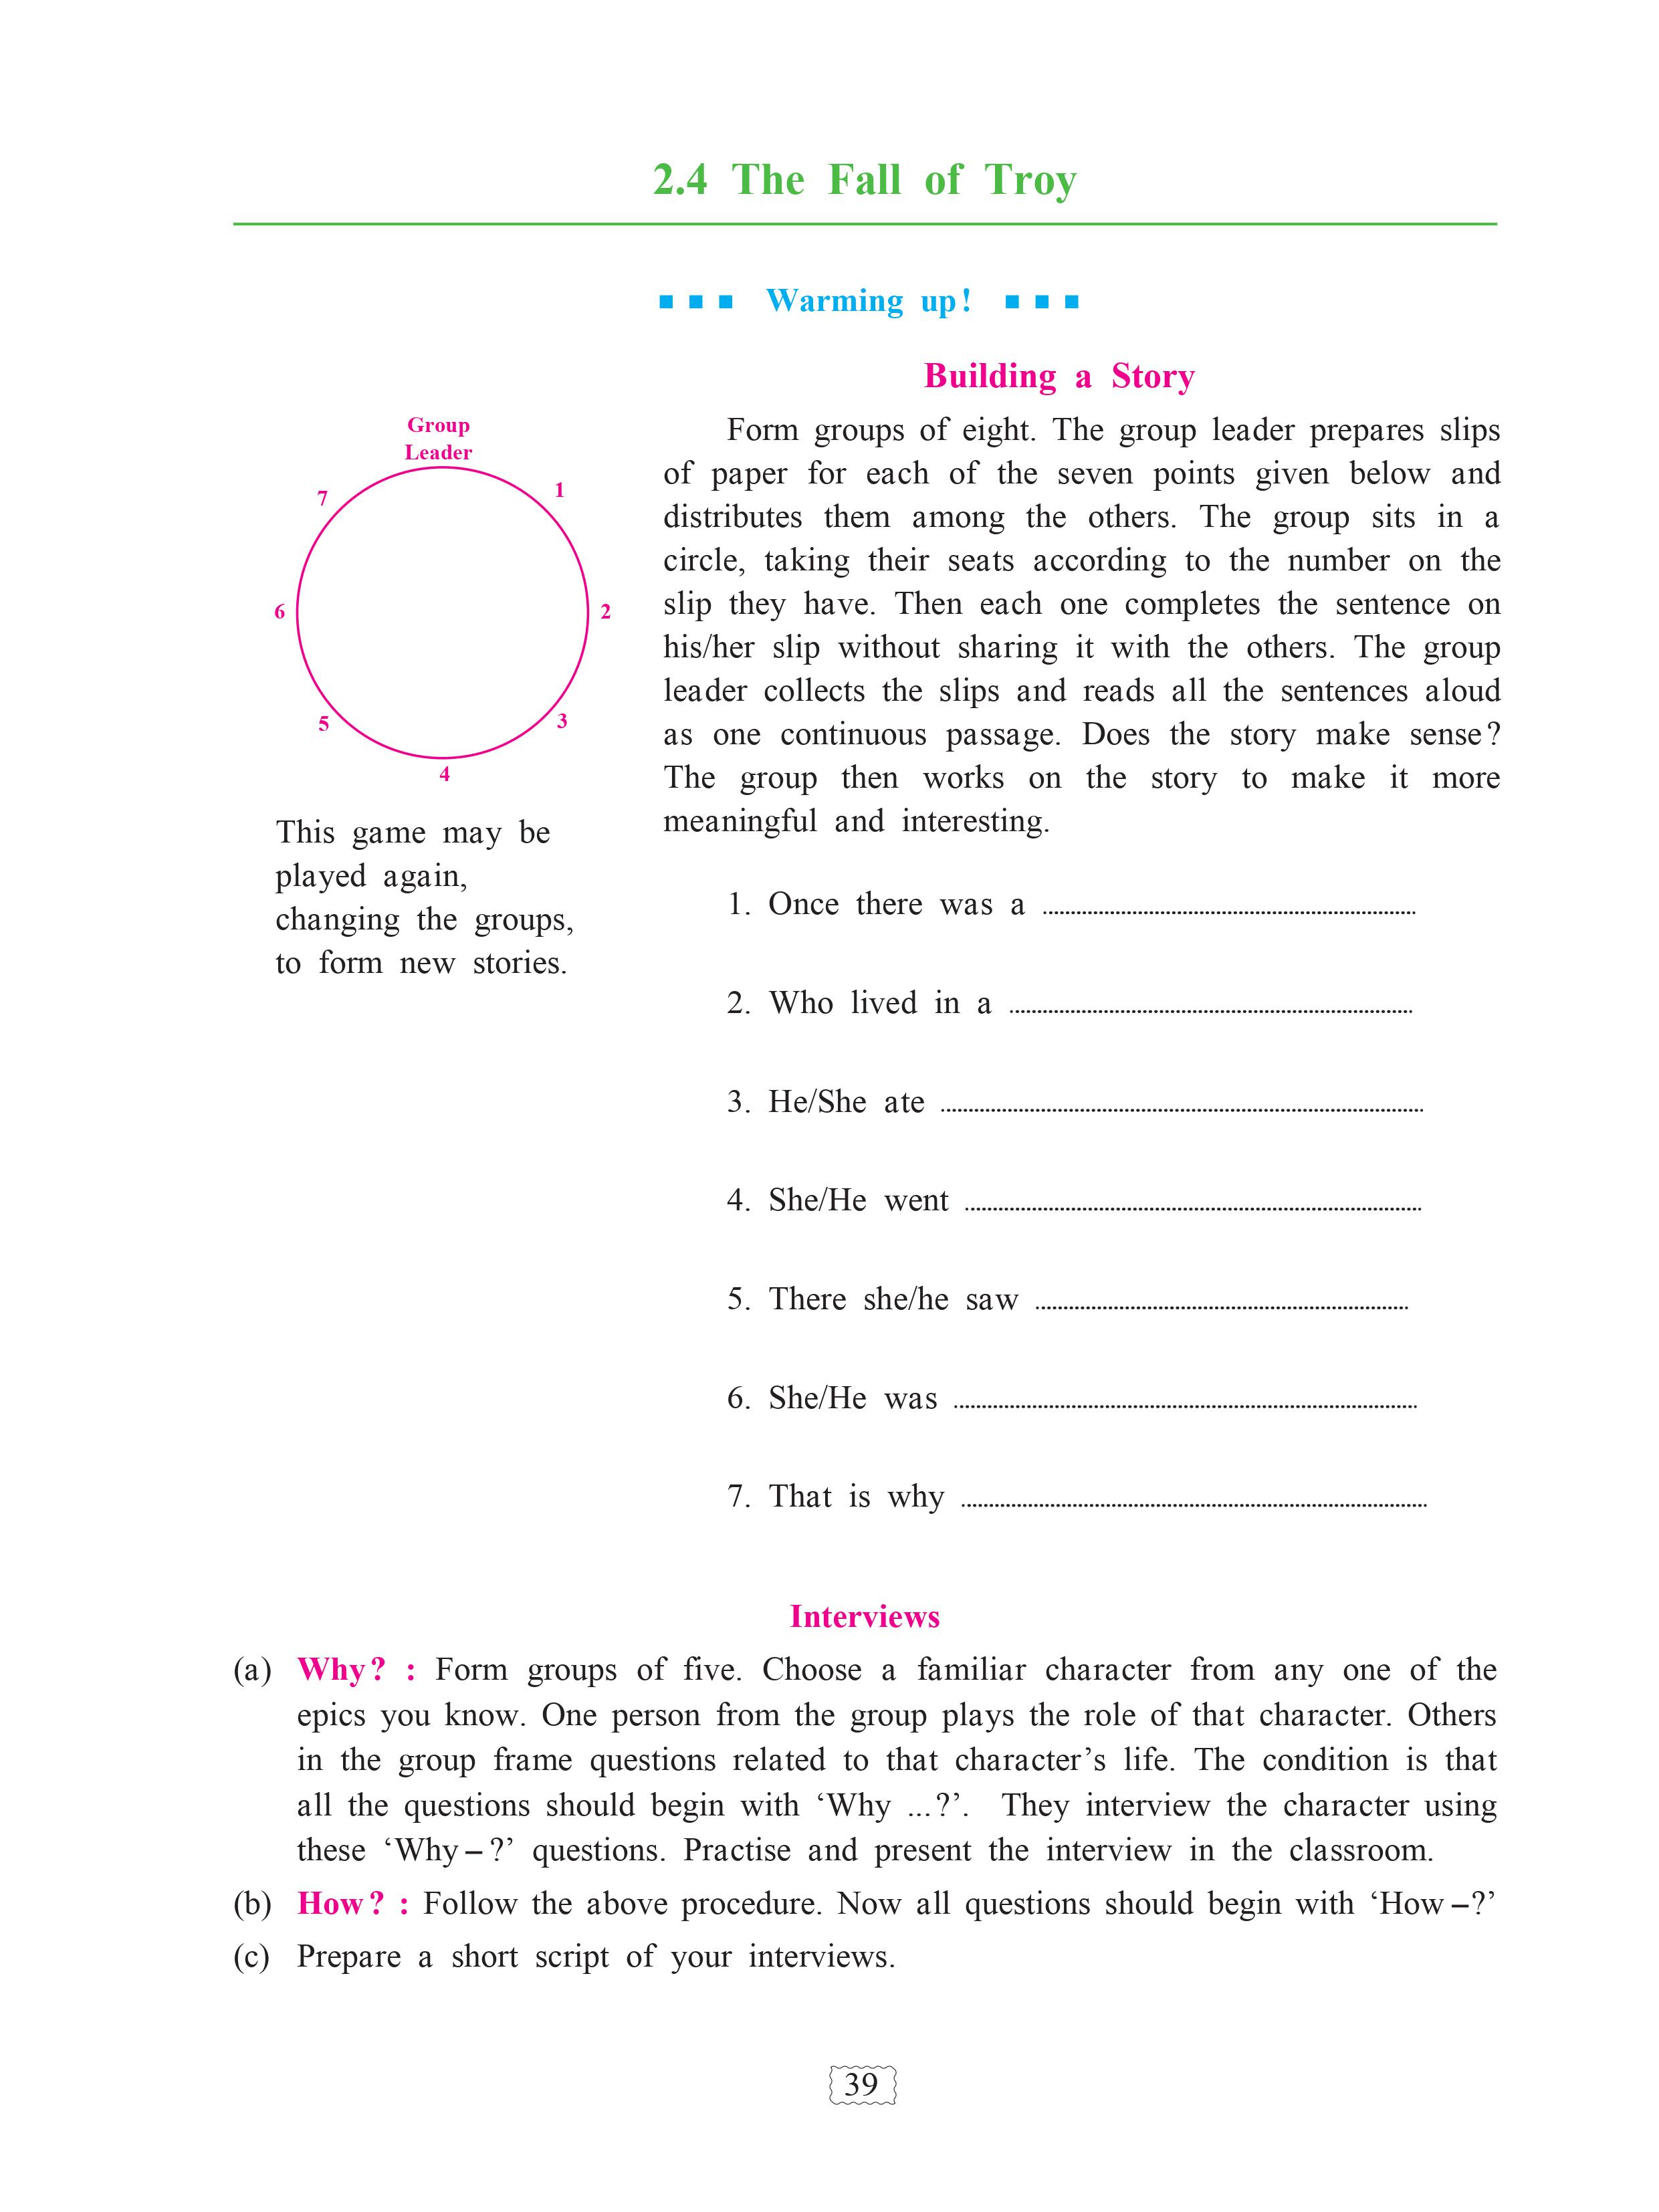 2.4 The Fall of Troy
Warming up!
Building a Story
Group
Leader
1
2
3
4
5
6
7
This game may be
played again,
changing the groups,
to form new stories.
Form groups of eight. The group leader prepares slips
of paper for each of the seven points given below and
distributes them among the others. The group sits in a
circle, taking their seats according to the number on the
slip they have. Then each one completes the sentence on
his/her slip without sharing it with the others. The group
leader collects the slips and reads all the sentences aloud
as one continuous passage. Does the story make sense?
The group then works on the story to make it more
meaningful and interesting.
1. Once there was a ....................
2. Who lived in a ....................
3. He/She ate ....................
4. She/He went ....................
5. There she/he saw ....................
6. She/He was ....................
7. That is why ....................
Interviews
(a) Why? : Form groups of five. Choose a familiar character from any one of the
epics you know. One person from the group plays the role of that character. Others
in the group frame questions related to that character’s life. The condition is that
all the questions should begin with ‘Why ...?’. They interview the character using
these ‘Why – ?’ questions. Practise and present the interview in the classroom.
(b) How? : Follow the above procedure. Now all questions should begin with ‘How –?’
(c) Prepare a short script of your interviews.
39